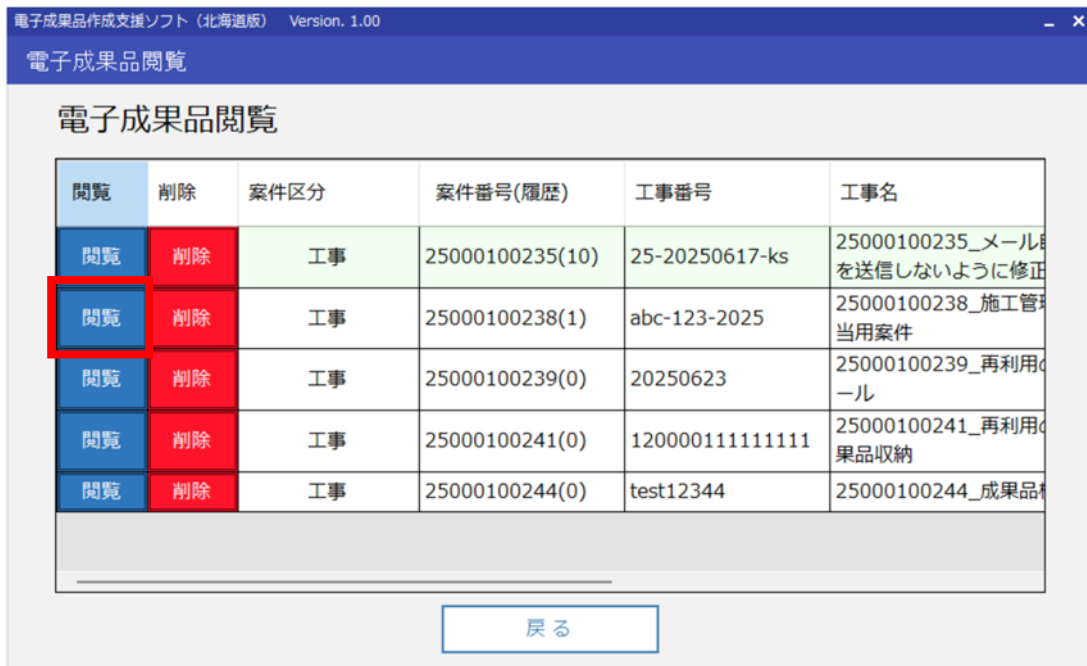 電子成果品作成支援ソフト（北海道版） Version. 1.00
電子成果品閲覧
電子成果品閲覧
閲覧 削除 案件区分 案件番号(履歴) 工事番号 工事名
閲覧 削除 工事 25000100235(10) 25-20250617-ks 25000100235_メール
を送信しないように修正
閲覧 削除 工事 25000100238(1) abc-123-2025 25000100238_施工管理
当用案件
閲覧 削除 工事 25000100239(0) 20250623 25000100239_再利用の
ール
閲覧 削除 工事 25000100241(0) 120000111111111 25000100241_再利用の
果品収納
閲覧 削除 工事 25000100244(0) test12344 25000100244_成果品
戻る